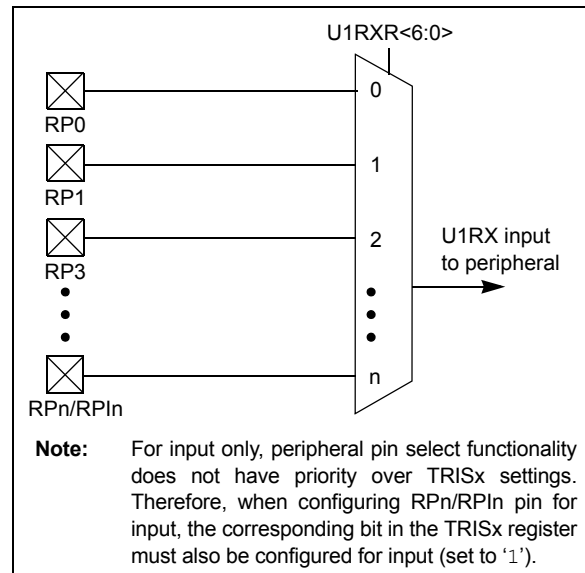 U1RXR<6:0>
RP0
0
RP1
1
RP3
2
U1RX input
to peripheral
RPn/RPIn
n
Note: For input only, peripheral pin select functionality
does not have priority over TRISx settings.
Therefore, when configuring RPn/RPIn pin for
input, the corresponding bit in the TRISx register
must also be configured for input (set to ‘1’).